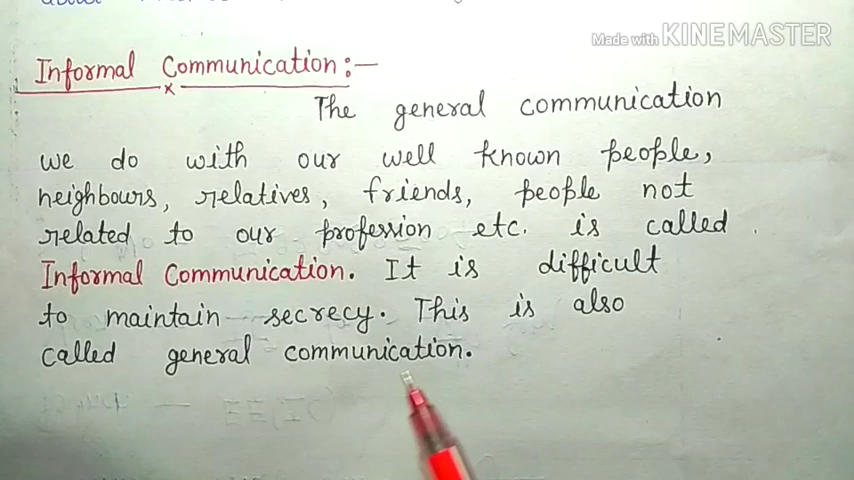 Made with KINEMASTER
Informal Communication :-
The general communication
we do with our well known people,
neighbours, relatives, friends, people not
related to our profession etc. is called
Informal Communication. It is difficult
to maintain secrecy. This is also
called general communication.